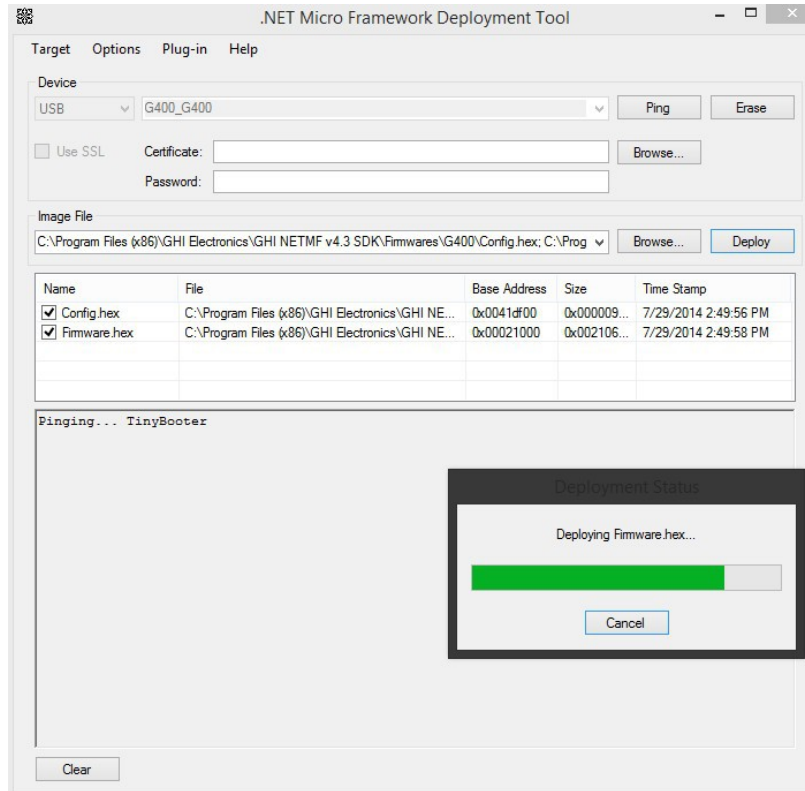 .NET Micro Framework Deployment Tool
Target Options Plug-in Help
Device
USB G400_G400 Ping Erase
Use SSL Certificate: Browse...
Password:
Image File
C:\Program Files (x86)\GHI Electronics\GHI NETMF v4.3 SDK\Firmwares\G400\Config.hex; C:\Prog Browse... Deploy
Name File Base Address Size Time Stamp
Config.hex C:\Program Files (x86)\GHI Electronics\GHI NE... 0x0041df00 0x000009... 7/29/2014 2:49:56 PM
Firmware.hex C:\Program Files (x86)\GHI Electronics\GHI NE... 0x00021000 0x002106... 7/29/2014 2:49:58 PM
Pinging... TinyBooter
Deployment Status
Deploying Firmware.hex...
Cancel
Clear